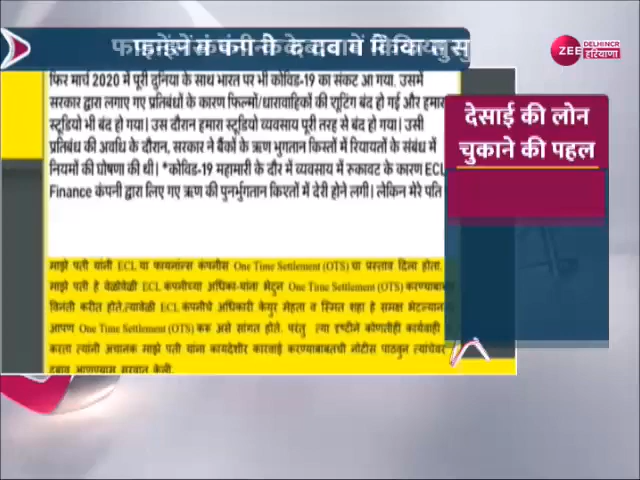 ZEE DELHI NCR हरियाणा
फिर मार्च 2020 में पूरी दुनिया के साथ भारत पर भी कोविड-19 का संकट आ गया. उसमें
सरकार द्वारा लगाए गए प्रतिबंधों के कारण फिल्मों/धारावाहिकों की शूटिंग बंद हो गई और हमारा
स्टूडियो भी बंद हो गया| उस दौरान हमारा स्टूडियो व्यवसाय पूरी तरह से बंद हो गया| उसी
प्रतिबंध की अवधि के दौरान, सरकार ने बैंकों के ऋण भुगतान किस्तों में रियायतों के संबंध में
नियमों की घोषणा की थी| *कोविड-19 महामारी के दौर में व्यवसाय में रुकावट के कारण ECL
Finance कंपनी द्वारा लिए गए ऋण की पुनर्भुगतान किश्तों में देरी होने लगी| लेकिन मेरे पति
देसाई की लोन
चुकाने की पहल
माझे पती यांनी ECL या फायनान्स कंपनीस One Time Settlement (OTS) चा प्रस्ताव दिला होता.
माझे पती हे वेळोवेळी ECL कंपनीच्या अधिका-यांना भेटुन One Time Settlement (OTS) करण्याबाबत
विनंती करीत होते.त्यावेळी ECL कंपनीचे अधिकारी केयुर मेहता व स्मित शहा हे समक्ष भेटल्यानंतर
आपण One Time Settlement (OTS) करू असे सांगत होते. परंतु त्या दृष्टीने कोणतीही कार्यवाही
करता त्यांनी अचानक माझे पती यांना कायदेशीर कारवाई करण्याबाबतची नोटीस पाठवुन त्यांचेवर
दबाव आणण्यास सुरवात केली.